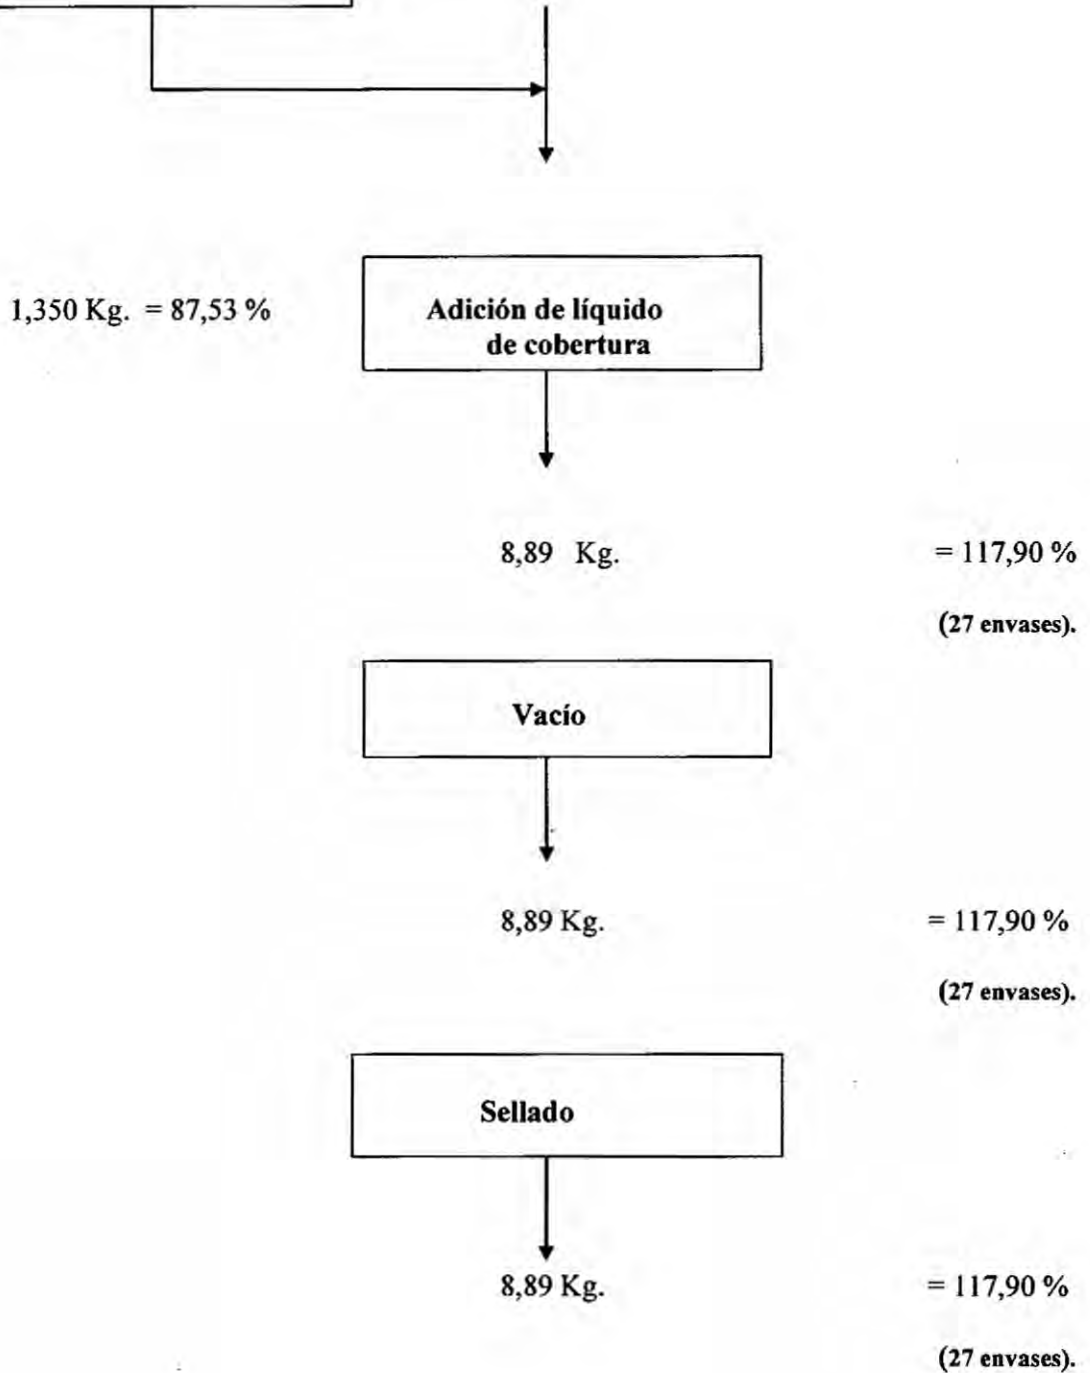 1,350 Kg. = 87,53 %
Adición de líquido
de cobertura
8,89 Kg. = 117,90 %
(27 envases).
Vacío
8,89 Kg. = 117,90 %
(27 envases).
Sellado
8,89 Kg. = 117,90 %
(27 envases).